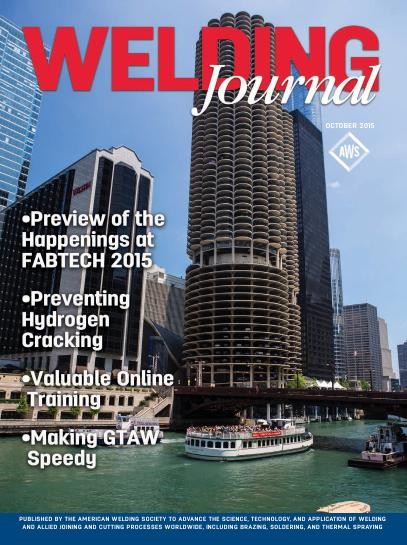 WELDING
Journal
OCTOBER 2015
AWS
•Preview of the
Happenings at
FABTECH 2015
•Preventing
Hydrogen
Cracking
•Valuable Online
Training
•Making GTAW
Speedy
PUBLISHED BY THE AMERICAN WELDING SOCIETY TO ADVANCE THE SCIENCE, TECHNOLOGY, AND APPLICATION OF WELDING
AND ALLIED JOINING AND CUTTING PROCESSES WORLDWIDE, INCLUDING BRAZING, SOLDERING, AND THERMAL SPRAYING